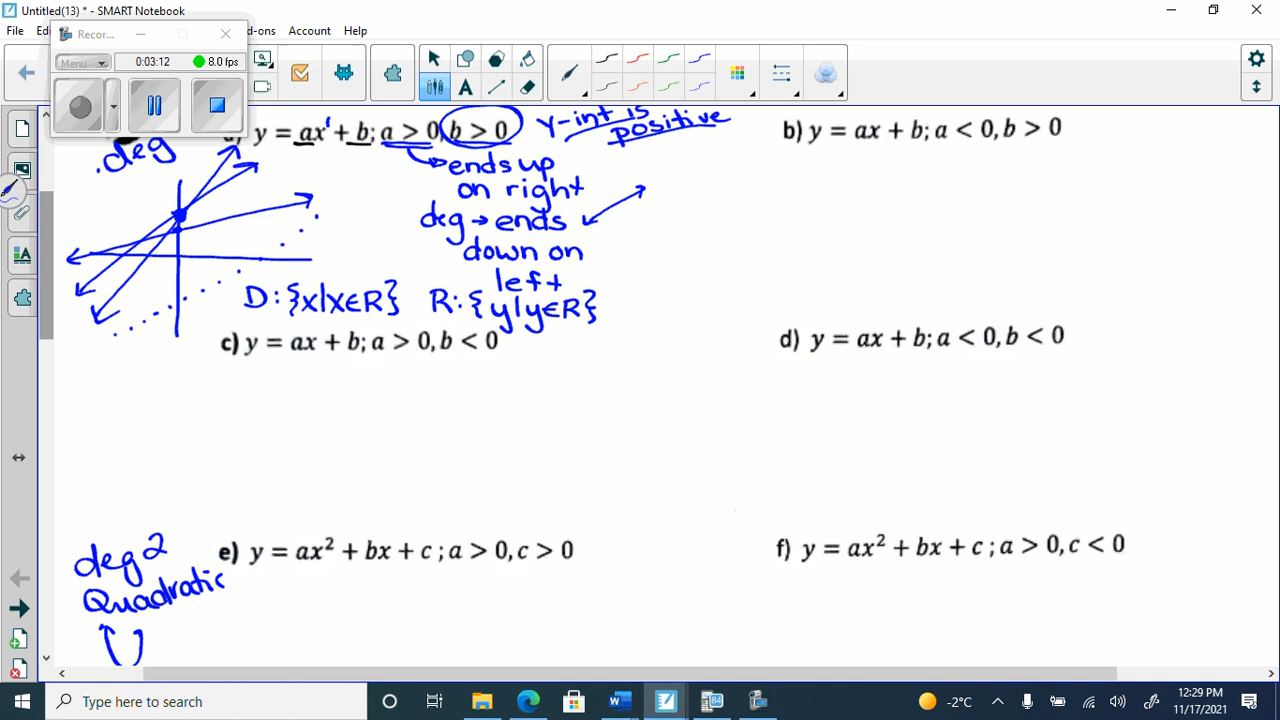 Untitled(13) * - SMART Notebook
File
Account
Help
Recor...
Menu
0:03:12
8.0 fps
y = ax¹ + b; a > 0, b > 0
y-int is
positive
b) y = ax + b; a < 0, b > 0
deg
ends up
on right
deg → ends
down on
left
D: {x|x∈R}
R: {y|y∈R}
c) y = ax + b; a > 0, b < 0
d) y = ax + b; a < 0, b < 0
deg 2
Quadratic
e) y = ax² + bx + c ; a > 0, c > 0
f) y = ax² + bx + c ; a > 0, c < 0
Type here to search
-2°C
12:29 PM
11/17/2021